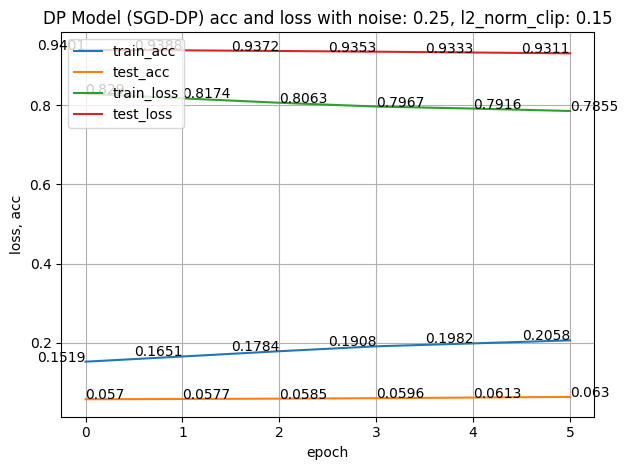 DP Model (SGD-DP) acc and loss with noise: 0.25, l2_norm_clip: 0.15
0.9401 0.9388 0.9372 0.9353 0.9333 0.9311
train_acc
test_acc
train_loss
test_loss
0.829 0.8174 0.8063 0.7967 0.7916 0.7855
0.1519 0.1651 0.1784 0.1908 0.1982 0.2058
0.057 0.0577 0.0585 0.0596 0.0613 0.063
0.8
0.6
0.4
0.2
loss, acc
0 1 2 3 4 5
epoch